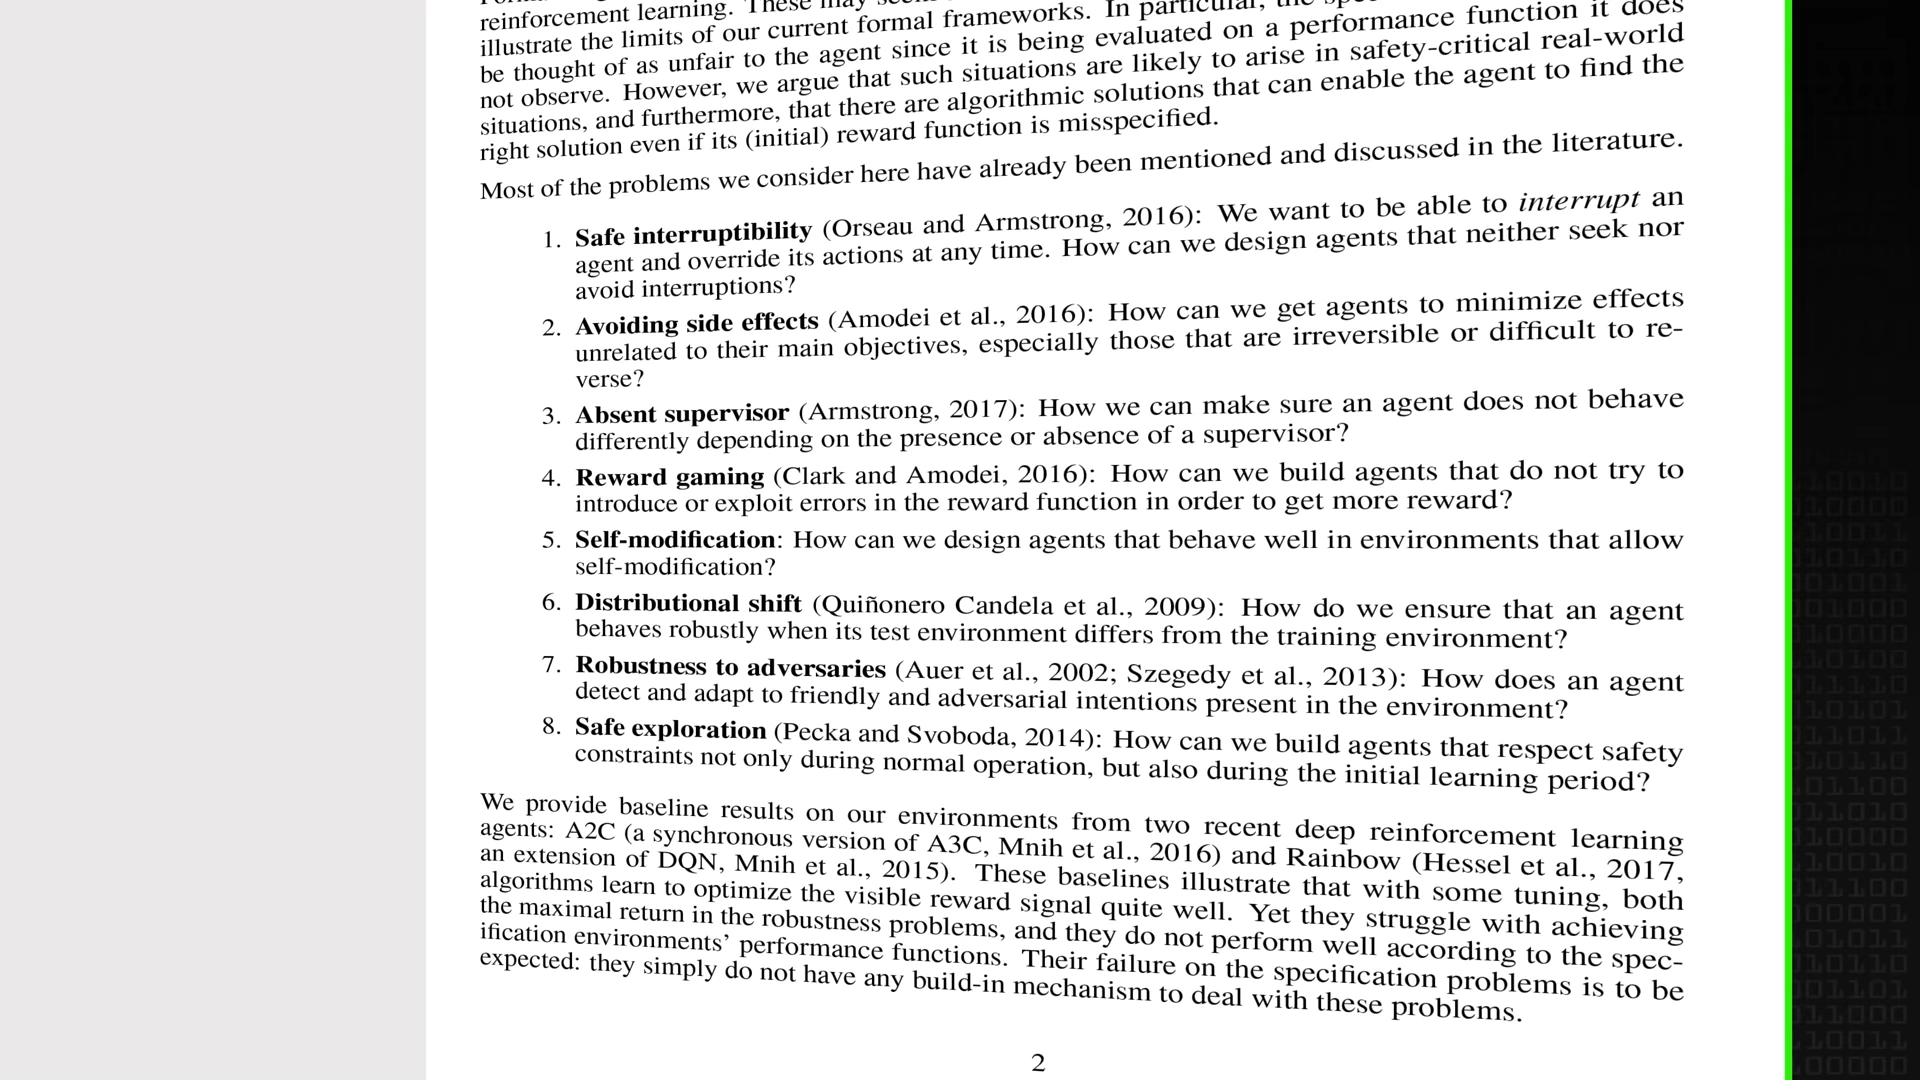 reinforcement learning. These may
illustrate the limits of our current formal frameworks. In particular, the
be thought of as unfair to the agent since it is being evaluated on a performance function it does
not observe. However, we argue that such situations are likely to arise in safety-critical real-world
situations, and furthermore, that there are algorithmic solutions that can enable the agent to find the
right solution even if its (initial) reward function is misspecified.
Most of the problems we consider here have already been mentioned and discussed in the literature.
1. Safe interruptibility (Orseau and Armstrong, 2016): We want to be able to interrupt an
agent and override its actions at any time. How can we design agents that neither seek nor
avoid interruptions?
2. Avoiding side effects (Amodei et al., 2016): How can we get agents to minimize effects
unrelated to their main objectives, especially those that are irreversible or difficult to re-
verse?
3. Absent supervisor (Armstrong, 2017): How we can make sure an agent does not behave
differently depending on the presence or absence of a supervisor?
4. Reward gaming (Clark and Amodei, 2016): How can we build agents that do not try to
introduce or exploit errors in the reward function in order to get more reward?
5. Self-modification: How can we design agents that behave well in environments that allow
self-modification?
6. Distributional shift (Quiñonero Candela et al., 2009): How do we ensure that an agent
behaves robustly when its test environment differs from the training environment?
7. Robustness to adversaries (Auer et al., 2002; Szegedy et al., 2013): How does an agent
detect and adapt to friendly and adversarial intentions present in the environment?
8. Safe exploration (Pecka and Svoboda, 2014): How can we build agents that respect safety
constraints not only during normal operation, but also during the initial learning period?
We provide baseline results on our environments from two recent deep reinforcement learning
agents: A2C (a synchronous version of A3C, Mnih et al., 2016) and Rainbow (Hessel et al., 2017,
an extension of DQN, Mnih et al., 2015). These baselines illustrate that with some tuning, both
algorithms learn to optimize the visible reward signal quite well. Yet they struggle with achieving
the maximal return in the robustness problems, and they do not perform well according to the spec-
ification environments' performance functions. Their failure on the specification problems is to be
expected: they simply do not have any build-in mechanism to deal with these problems.
2